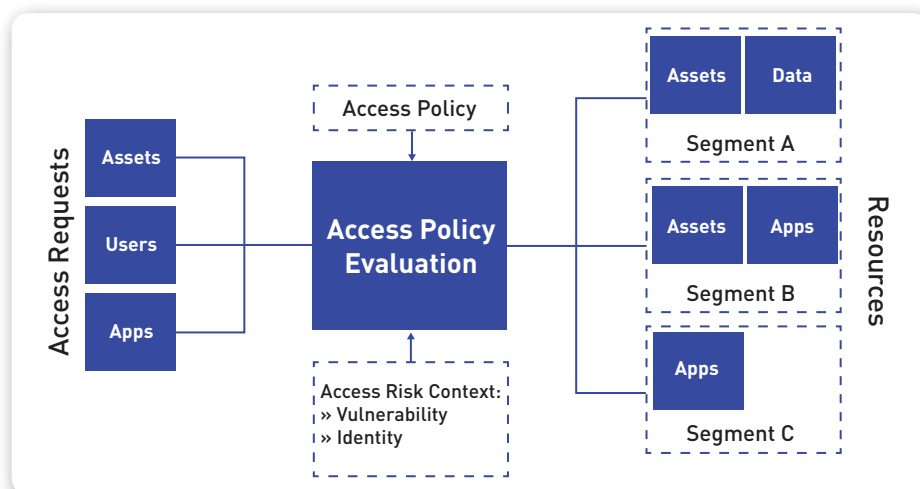 Access Requests
Assets
Users
Apps
Access Policy
Access Policy
Evaluation
Access Risk Context:
» Vulnerability
» Identity
Assets
Data
Segment A
Assets
Apps
Segment B
Apps
Segment C
Resources